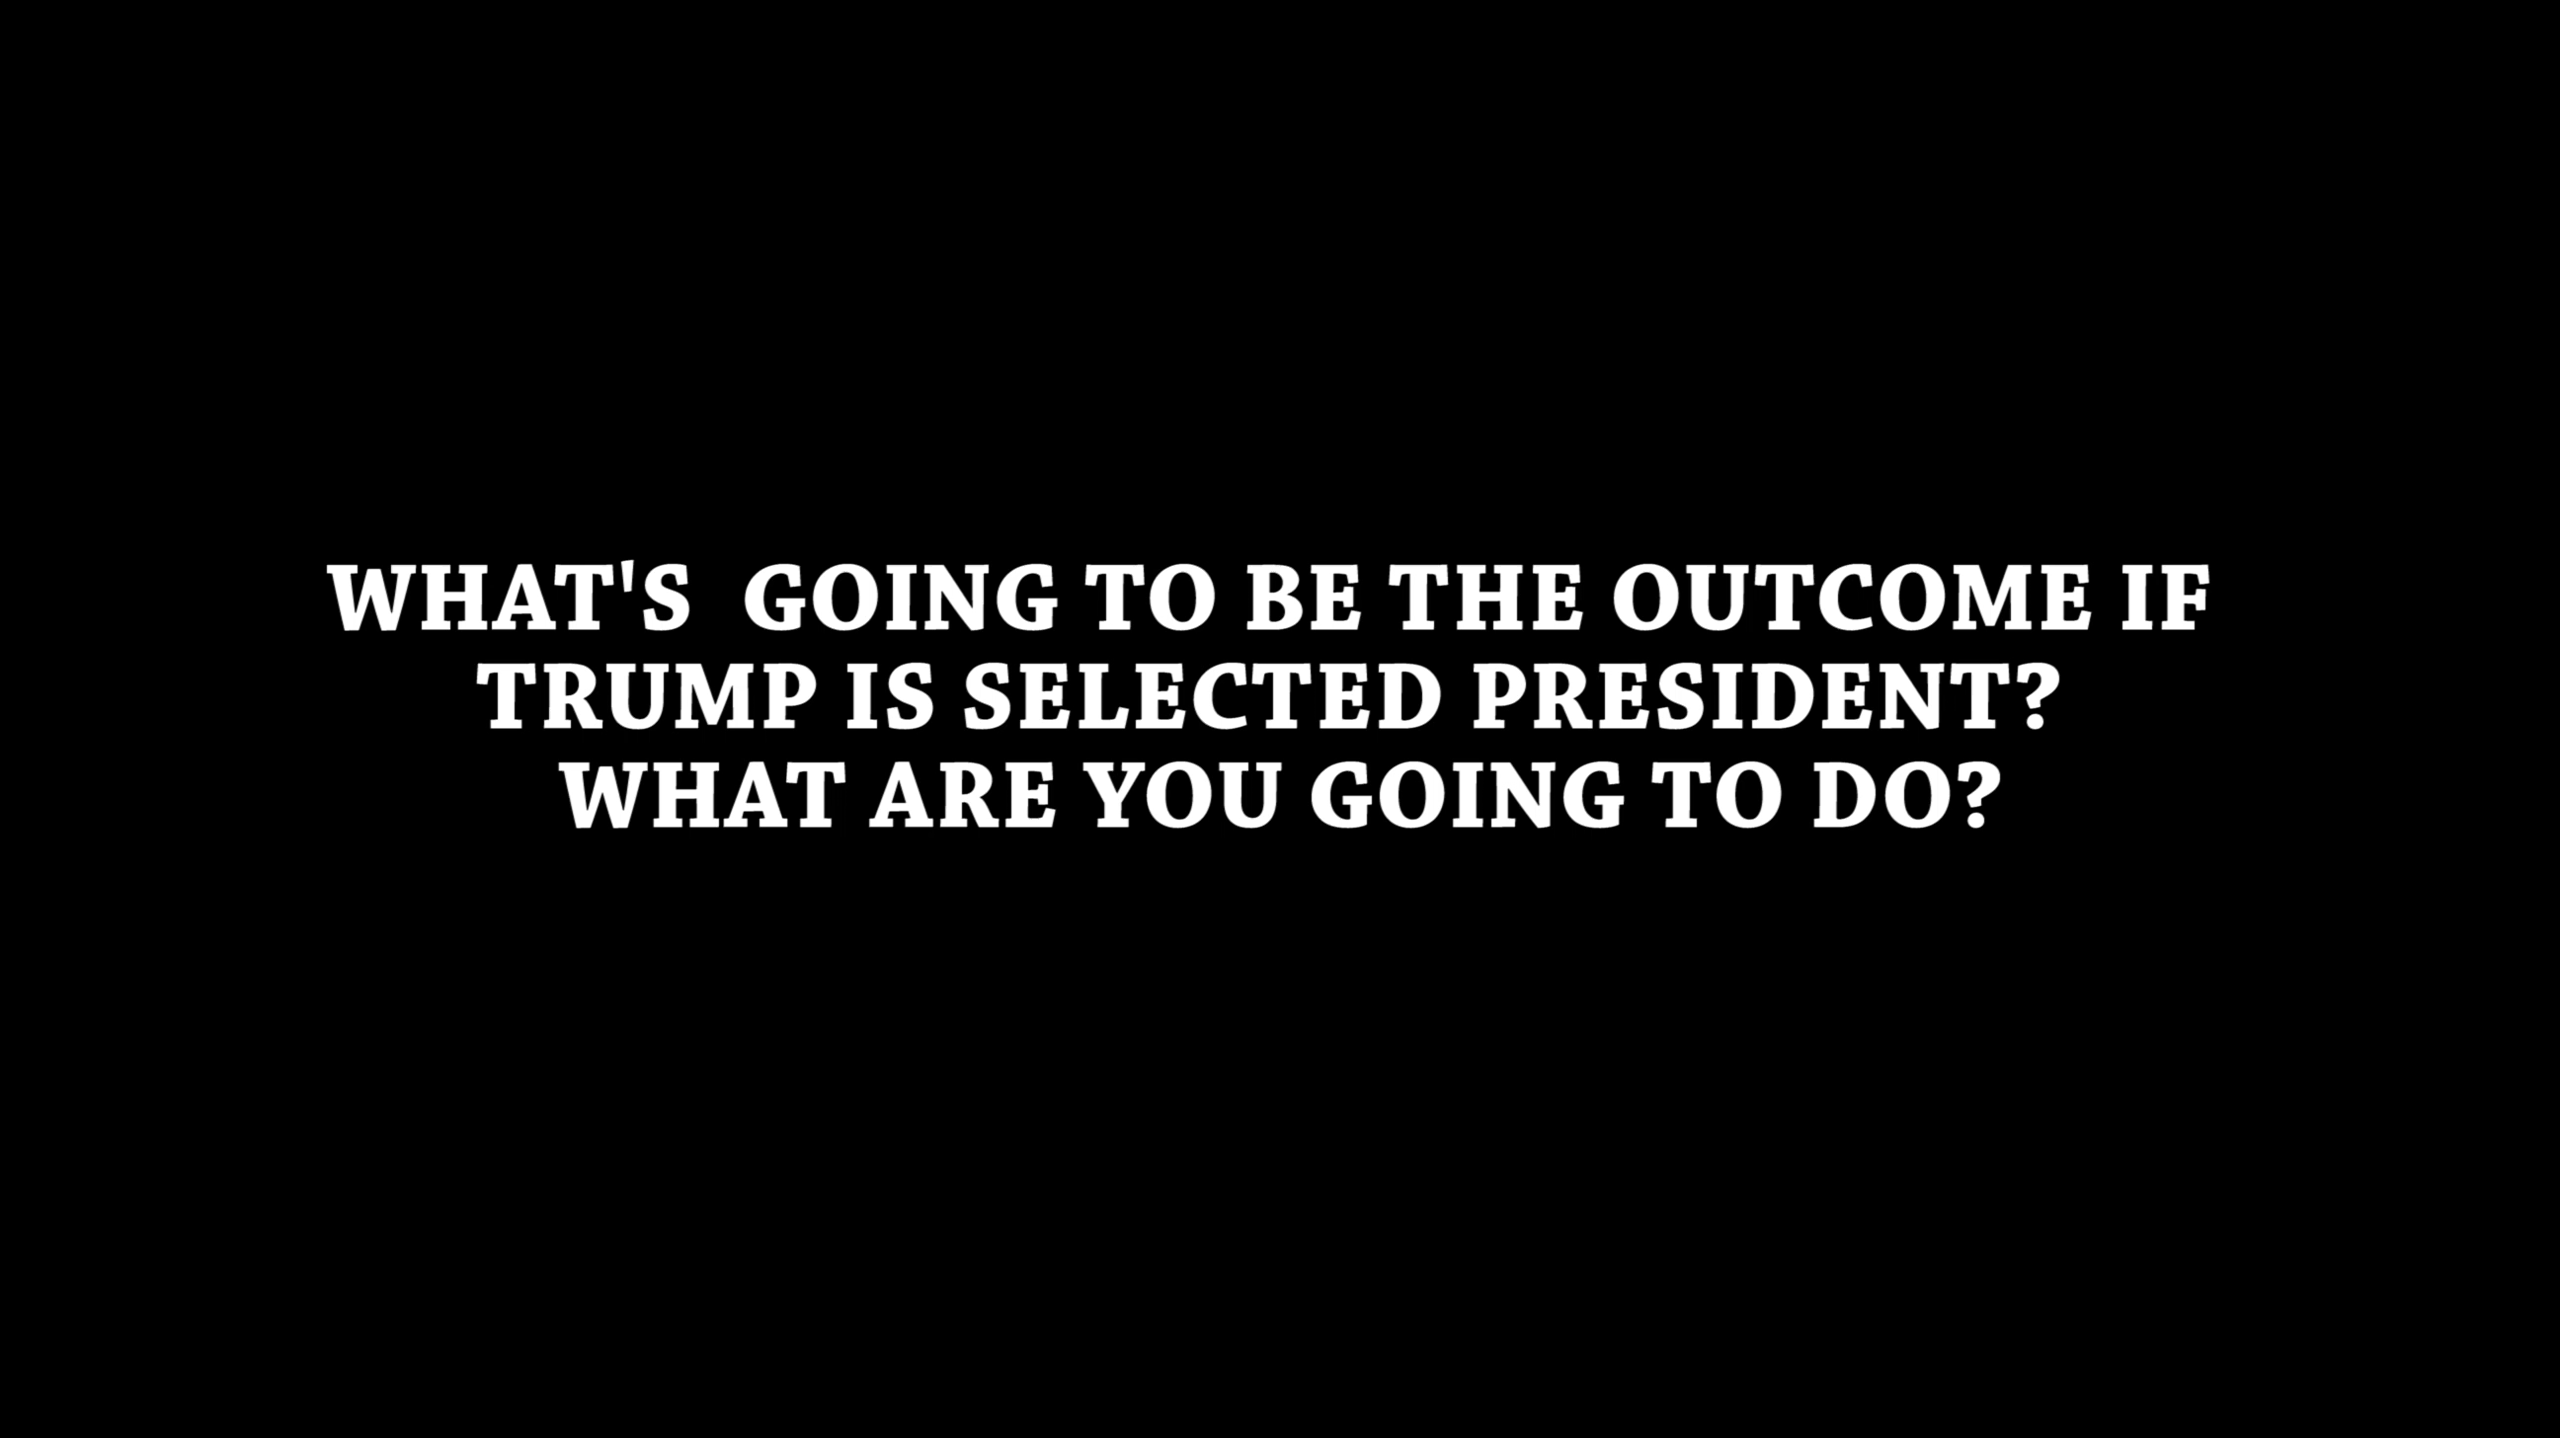 WHAT'S  GOING TO BE THE OUTCOME IF
TRUMP IS SELECTED PRESIDENT?
WHAT ARE YOU GOING TO DO?